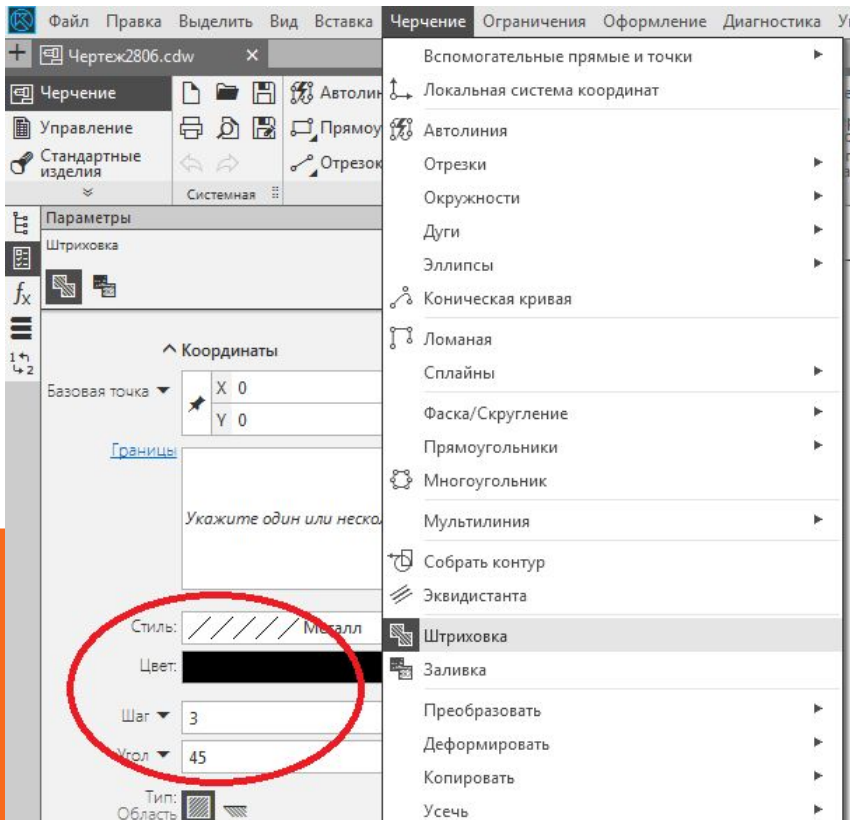 Файл Правка Выделить Вид Вставка Черчение Ограничения Оформление Диагностика
Чертеж2806.cdw
Черчение
Управление
Стандартные
изделия
Автолин
Прямоу
Отрезок
Системная
Параметры
Штриховка
Координаты
Базовая точка
X 0
Y 0
Границы
Укажите один или неско
Стиль: Металл
Цвет:
Шаг 3
Угол 45
Тип:
Область
Вспомогательные прямые и точки
Локальная система координат
Автолиния
Отрезки
Окружности
Дуги
Эллипсы
Коническая кривая
Ломаная
Сплайны
Фаска/Скругление
Прямоугольники
Многоугольник
Мультилиния
Собрать контур
Эквидистанта
Штриховка
Заливка
Преобразовать
Деформировать
Копировать
Усечь